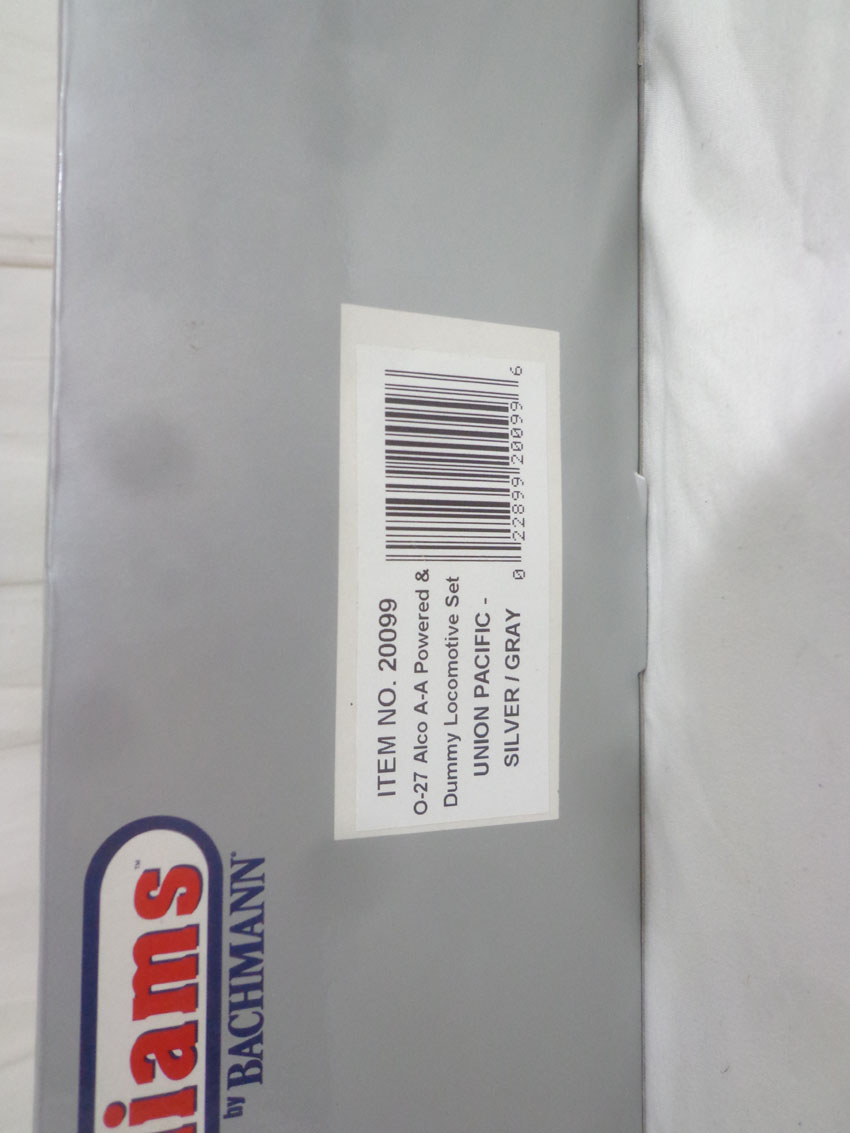 iams™
by BACHMANN®
ITEM NO. 20099
O-27 Alco A-A Powered &
Dummy Locomotive Set
UNION PACIFIC -
SILVER / GRAY
0 22899 20099 6